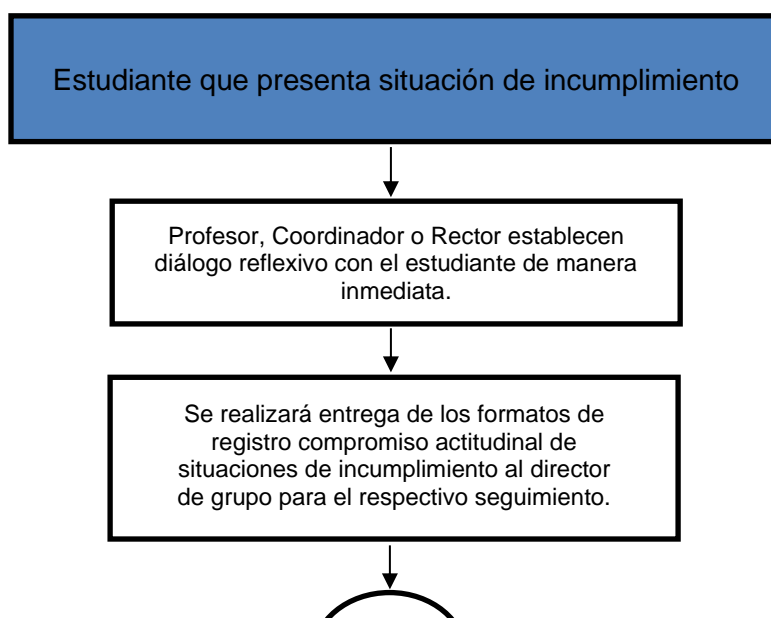 Estudiante que presenta situación de incumplimiento
Profesor, Coordinador o Rector establecen
diálogo reflexivo con el estudiante de manera
inmediata.
Se realizará entrega de los formatos de
registro compromiso actitudinal de
situaciones de incumplimiento al director
de grupo para el respectivo seguimiento.